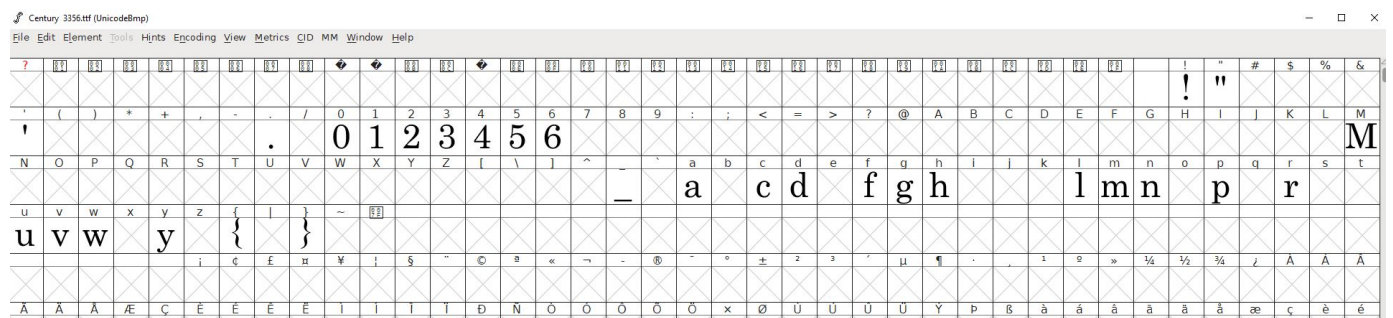 Century 3356.ttf (UnicodeBmp)
File Edit Element Tools Hints Encoding View Metrics CID MM Window Help
? � � � ! " # $ % &
! "
' ( ) * + , - . / 0 1 2 3 4 5 6 7 8 9 : ; < = > ? @ A B C D E F G H I J K L M
' . 0 1 2 3 4 5 6 M
N O P Q R S T U V W X Y Z [ \ ] ^ _ ` a b c d e f g h i j k l m n o p q r s t
_ a c d f g h l m n p r
u v w x y z { | } ~
u v w y { }
¡ ¢ £ ¤ ¥ ¦ § ¨ © ª « ¬ - ® ¯ ° ± ² ³ ´ µ ¶ · ¸ ¹ º » ¼ ½ ¾ ¿ À Á Â
Ã Ä Å Æ Ç È É Ê Ë Ì Í Î Ï Ð Ñ Ò Ó Ô Õ Ö × Ø Ù Ú Û Ü Ý Þ ß à á â ã ä å æ ç è é